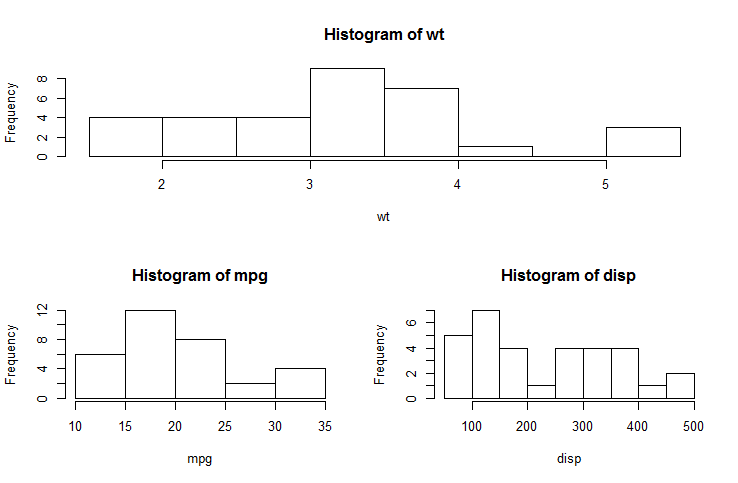 Histogram of wt
Frequency
0 2 4 6 8
2 3 4 5
wt
Histogram of mpg
Frequency
0 4 8 12
10 15 20 25 30 35
mpg
Histogram of disp
Frequency
0 2 4 6
100 200 300 400 500
disp